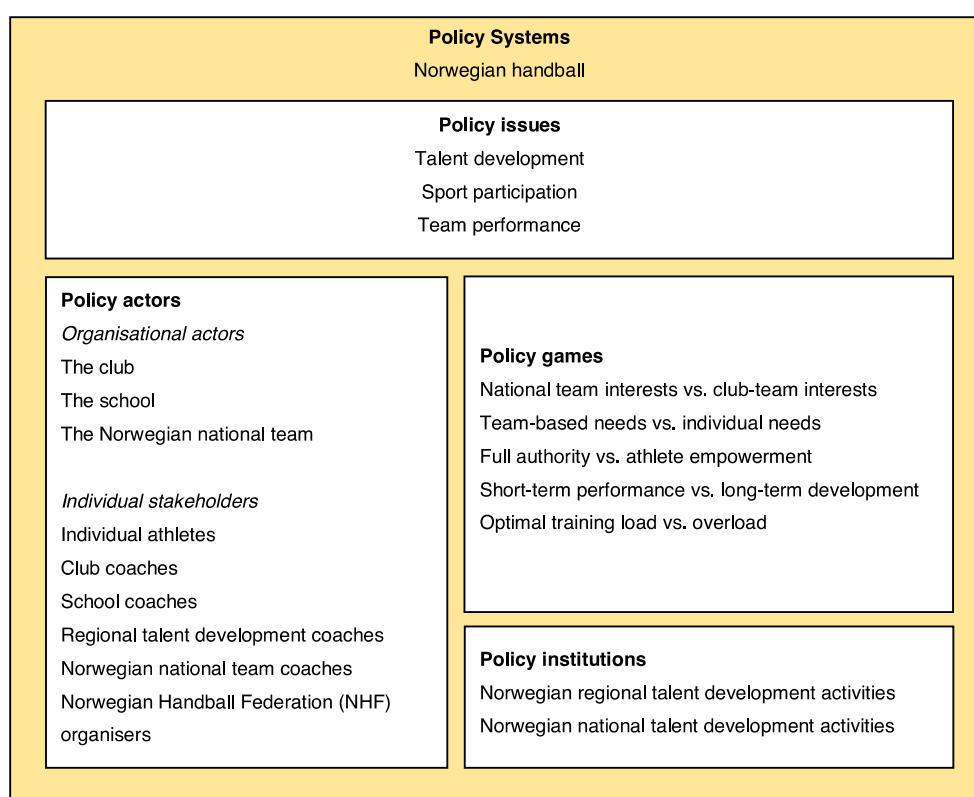 Policy Systems
Norwegian handball
Policy issues
Talent development
Sport participation
Team performance
Policy actors
Organisational actors
The club
The school
The Norwegian national team
Individual stakeholders
Individual athletes
Club coaches
School coaches
Regional talent development coaches
Norwegian national team coaches
Norwegian Handball Federation (NHF)
organisers
Policy games
National team interests vs. club-team interests
Team-based needs vs. individual needs
Full authority vs. athlete empowerment
Short-term performance vs. long-term development
Optimal training load vs. overload
Policy institutions
Norwegian regional talent development activities
Norwegian national talent development activities